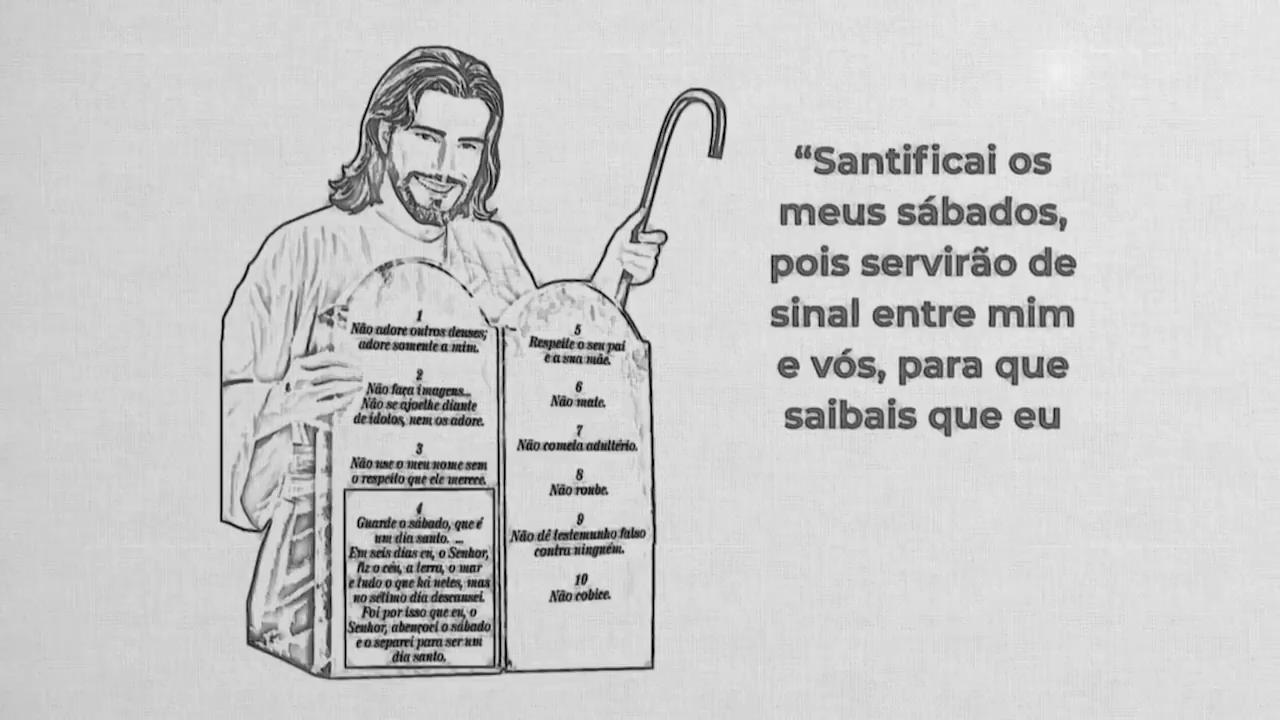 1
Não adore outros deuses;
adore somente a mim.
2
Não faça imagens...
Não se ajoelhe diante
de ídolos, nem os adore.
3
Não use o meu nome sem
o respeito que ele merece.
4
Guarde o sábado, que é
um dia santo. ...
Em seis dias eu, o Senhor,
fiz o céu, a terra, o mar
e tudo o que há neles, mas
no sétimo dia descansei.
Foi por isso que eu, o
Senhor, abençoei o sábado
e o separei para ser um
dia santo.
5
Respeite o seu pai
e a sua mãe.
6
Não mate.
7
Não cometa adultério.
8
Não roube.
9
Não dê testemunho falso
contra ninguém.
10
Não cobice.
“Santificai os
meus sábados,
pois servirão de
sinal entre mim
e vós, para que
saibais que eu